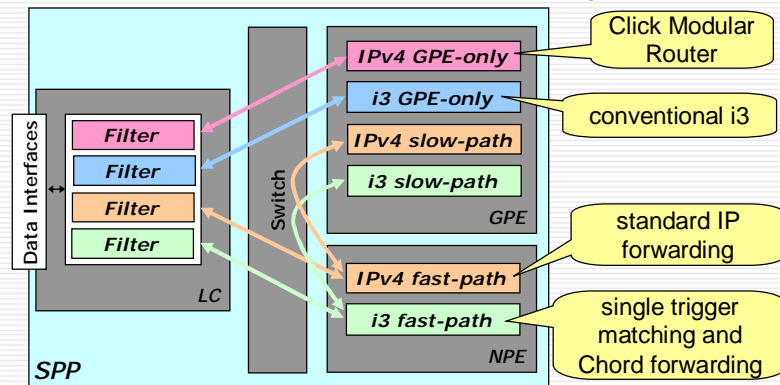 Click Modular
Router
IPv4 GPE-only
i3 GPE-only
conventional i3
IPv4 slow-path
i3 slow-path
GPE
Data Interfaces
Filter
Filter
Filter
Filter
LC
Switch
standard IP
forwarding
IPv4 fast-path
i3 fast-path
NPE
single trigger
matching and
Chord forwarding
SPP